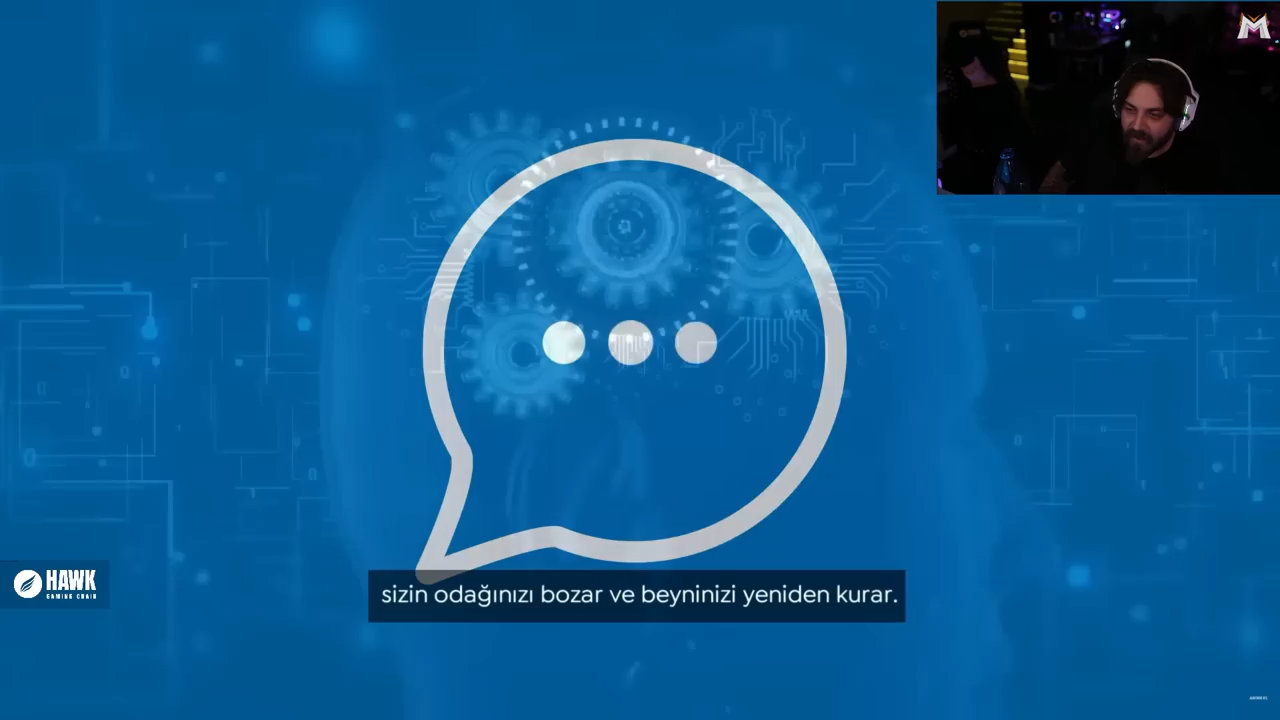 M
HAWK
GAMING CHAIR
sizin odağınızı bozar ve beyninizi yeniden kurar.